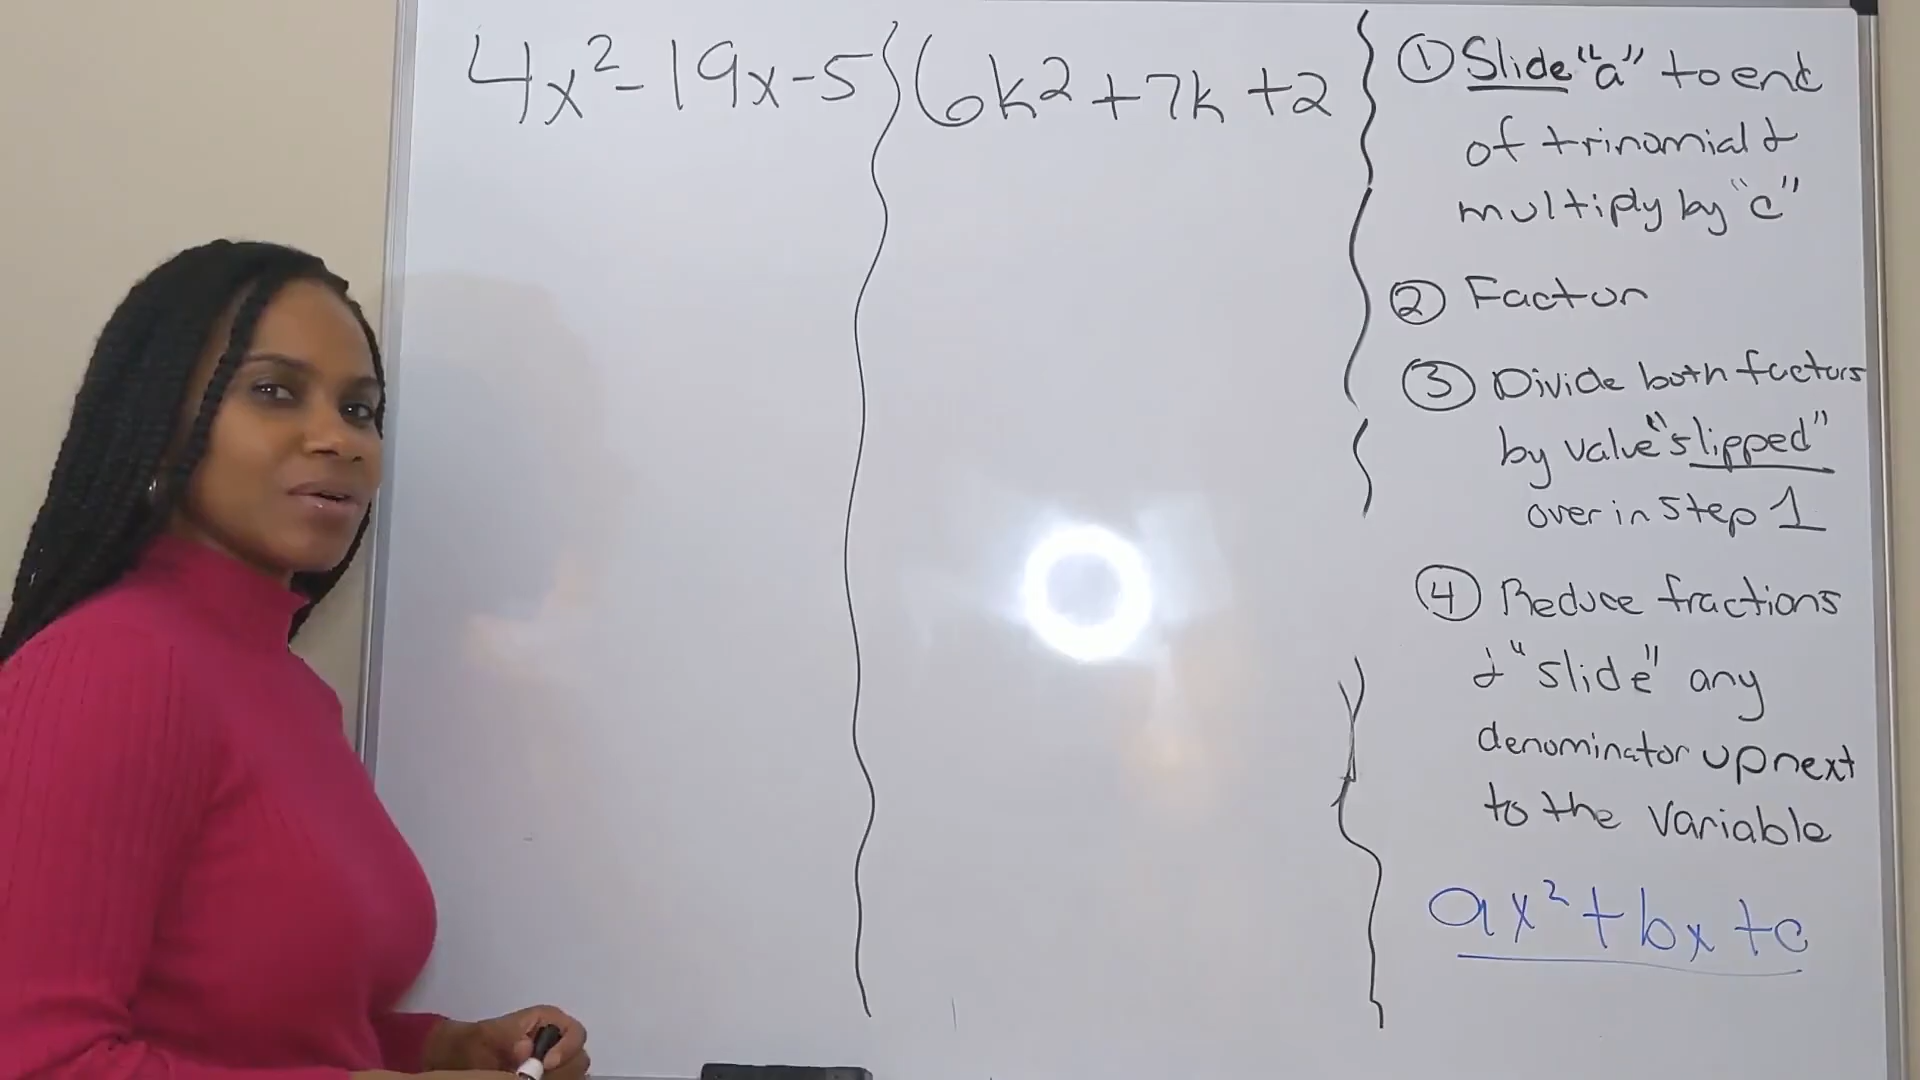 4x² - 19x - 5
6k² + 7k + 2
① Slide "a" to end
of trinomial &
multiply by "c"
② Factor
③ Divide both factors
by value "slipped"
over in step 1
④ Reduce fractions
& "slide" any
denominator up next
to the variable
ax² + bx + c